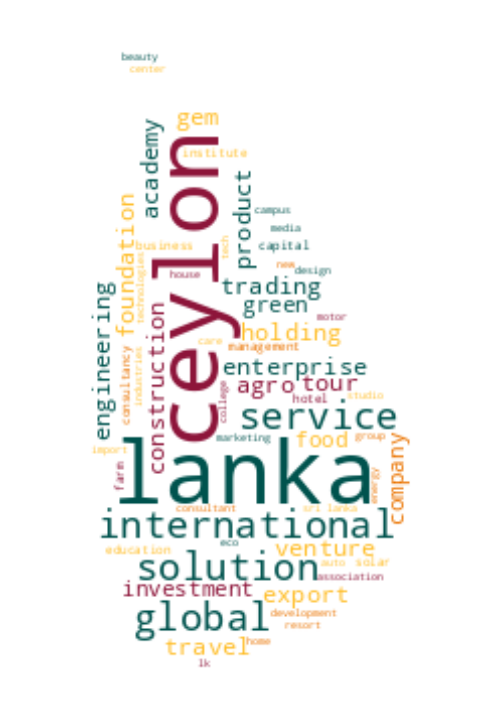 beauty
center
gem
academy
institute
ceylon
product
foundation
campus
media
business
tech
capital
technologies
house
new
design
trading
engineering
green
motor
construction
holding
care
management
consultancy
industries
enterprise
agro
tour
college
hotel
studio
service
marketing
food
group
company
import
farm
lanka
energy
consultant
sri lanka
international
eco
education
venture
solution
auto
solar
association
investment
export
global
development
resort
travel
home
lk